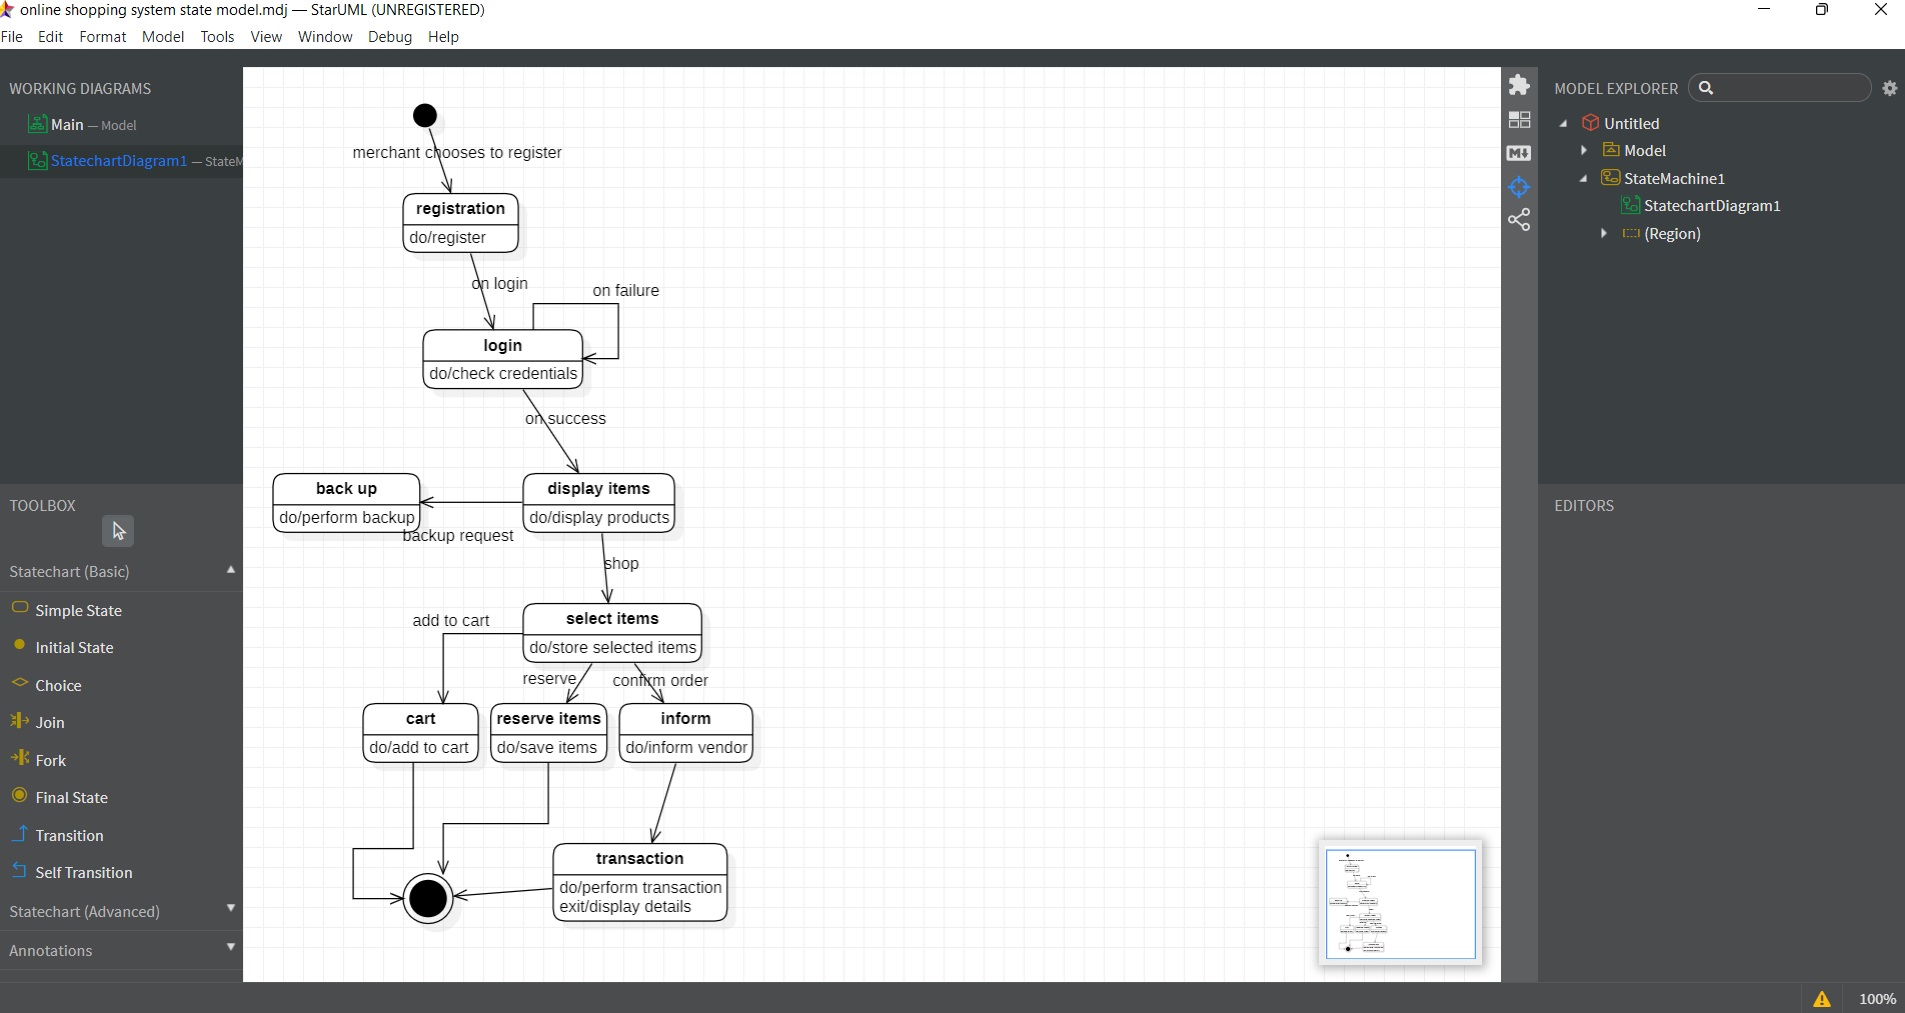 online shopping system state model.mdj — StarUML (UNREGISTERED)
File Edit Format Model Tools View Window Debug Help
WORKING DIAGRAMS
Main — Model
StatechartDiagram1 — StateM
TOOLBOX
Statechart (Basic)
Simple State
Initial State
Choice
Join
Fork
Final State
Transition
Self Transition
Statechart (Advanced)
Annotations
merchant chooses to register
registration
do/register
on login
on failure
login
do/check credentials
on success
back up
do/perform backup
display items
do/display products
backup request
shop
select items
do/store selected items
add to cart
reserve
confirm order
cart
do/add to cart
reserve items
do/save items
inform
do/inform vendor
transaction
do/perform transaction
exit/display details
MODEL EXPLORER
Untitled
Model
StateMachine1
StatechartDiagram1
(Region)
EDITORS
100%